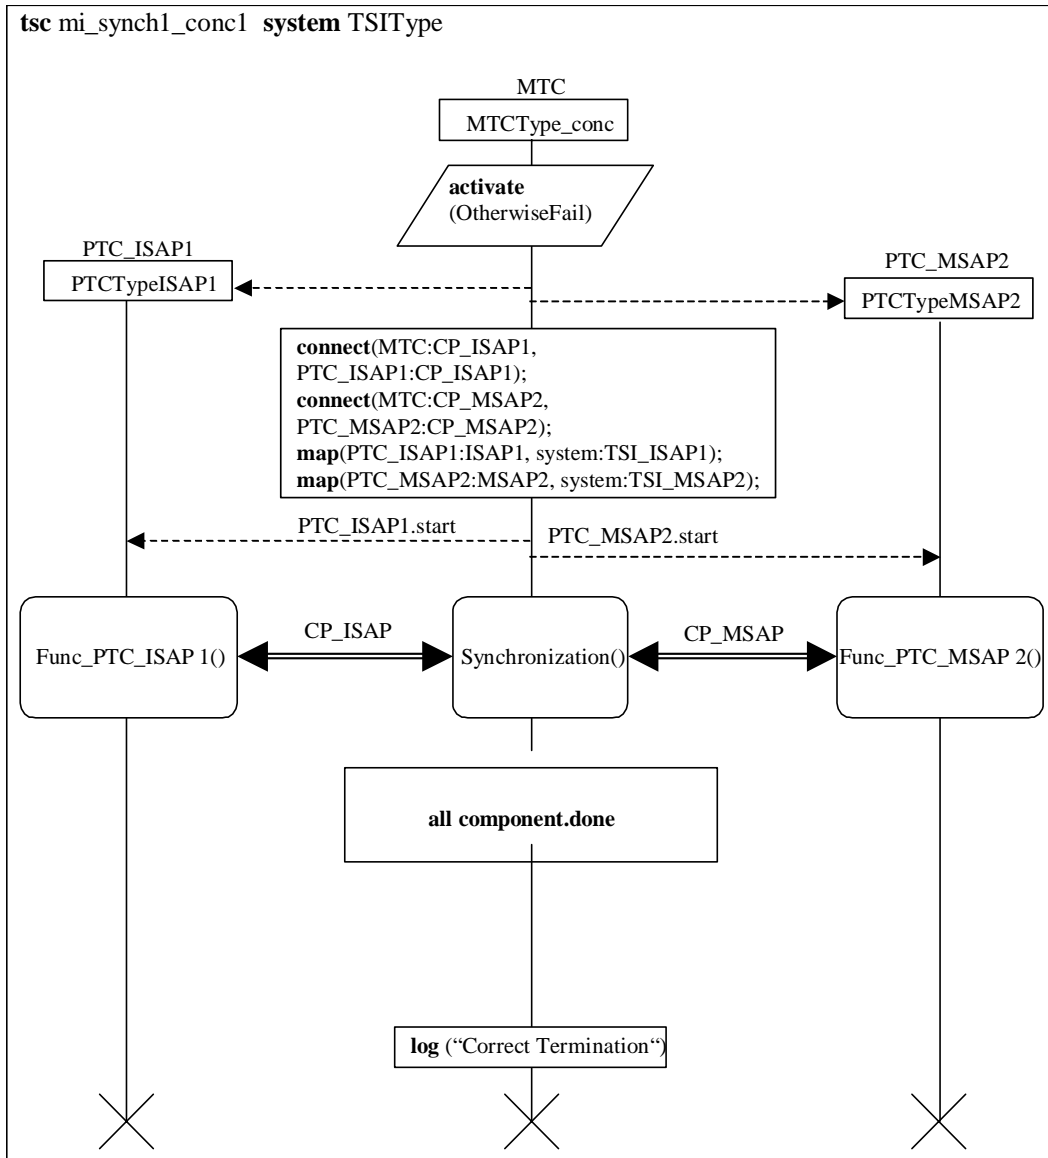 tsc mi_synch1_conc1 system TSIType
MTC
MTCType_conc
activate
(OtherwiseFail)
PTC_ISAP1
PTCTypeISAP1
PTC_MSAP2
PTCTypeMSAP2
connect(MTC:CP_ISAP1,
PTC_ISAP1:CP_ISAP1);
connect(MTC:CP_MSAP2,
PTC_MSAP2:CP_MSAP2);
map(PTC_ISAP1:ISAP1, system:TSI_ISAP1);
map(PTC_MSAP2:MSAP2, system:TSI_MSAP2);
PTC_ISAP1.start
PTC_MSAP2.start
Func_PTC_ISAP 1()
CP_ISAP
Synchronization()
CP_MSAP
Func_PTC_MSAP 2()
all component.done
log (“Correct Termination“)